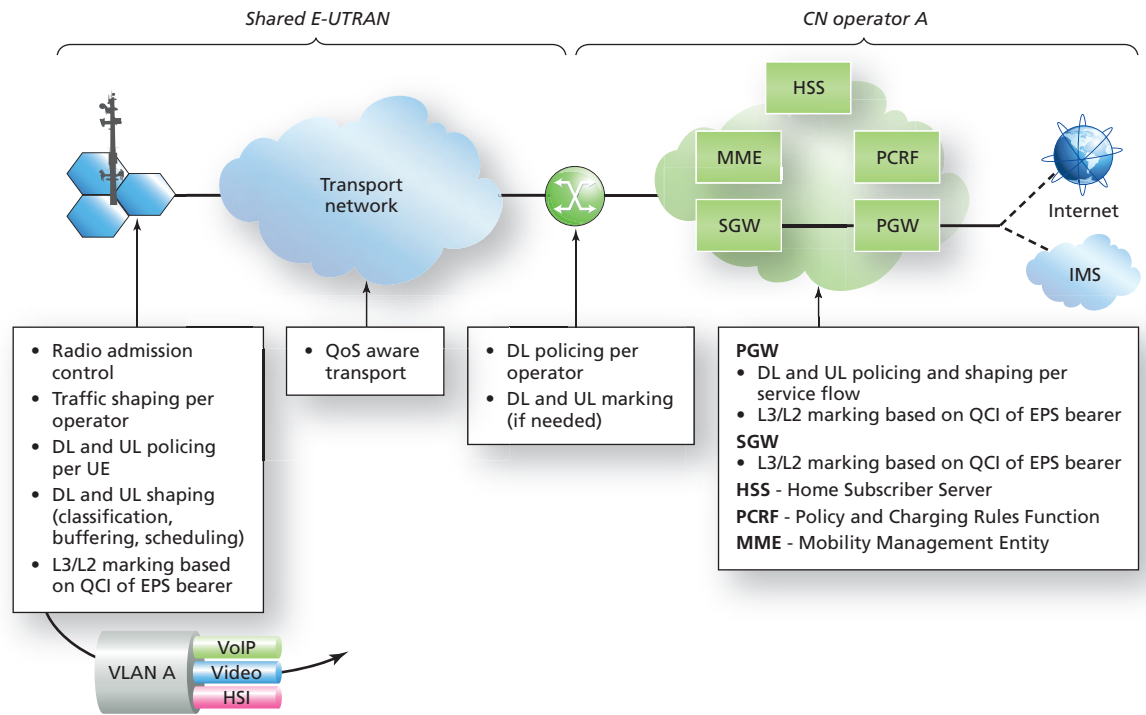 Shared E-UTRAN
CN operator A
HSS
MME
PCRF
Transport
network
SGW
PGW
Internet
IMS
• Radio admission
control
• Traffic shaping per
operator
• DL and UL policing
per UE
• DL and UL shaping
(classification,
buffering, scheduling)
• L3/L2 marking based
on QCI of EPS bearer
• QoS aware
transport
• DL policing per
operator
• DL and UL marking
(if needed)
PGW
• DL and UL policing and shaping per
service flow
• L3/L2 marking based on QCI of EPS bearer
SGW
• L3/L2 marking based on QCI of EPS bearer
HSS - Home Subscriber Server
PCRF - Policy and Charging Rules Function
MME - Mobility Management Entity
VLAN A
VoIP
Video
HSI